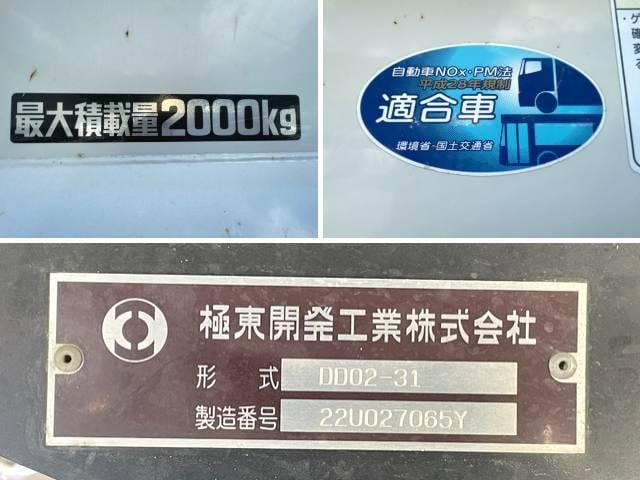 最大積載量2000kg
自動車NOx・PM法
平成28年規制
適合車
環境省・国土交通省
極東開発工業株式会社
形 式 DD02-31
製造番号 22U027065Y